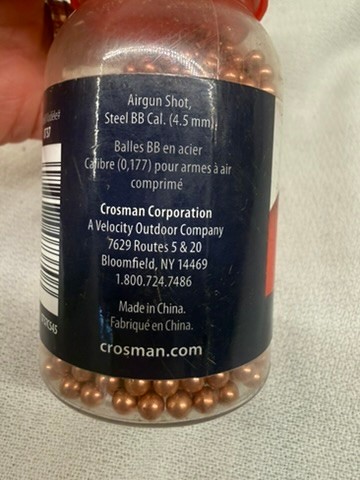 Airgun Shot,
Steel BB Cal. (4.5 mm)
Balles BB en acier
Calibre (0,177) pour armes à air
comprimé
Crosman Corporation
A Velocity Outdoor Company
7629 Routes 5 & 20
Bloomfield, NY 14469
1.800.724.7486
Made in China.
Fabriqué en China.
crosman.com